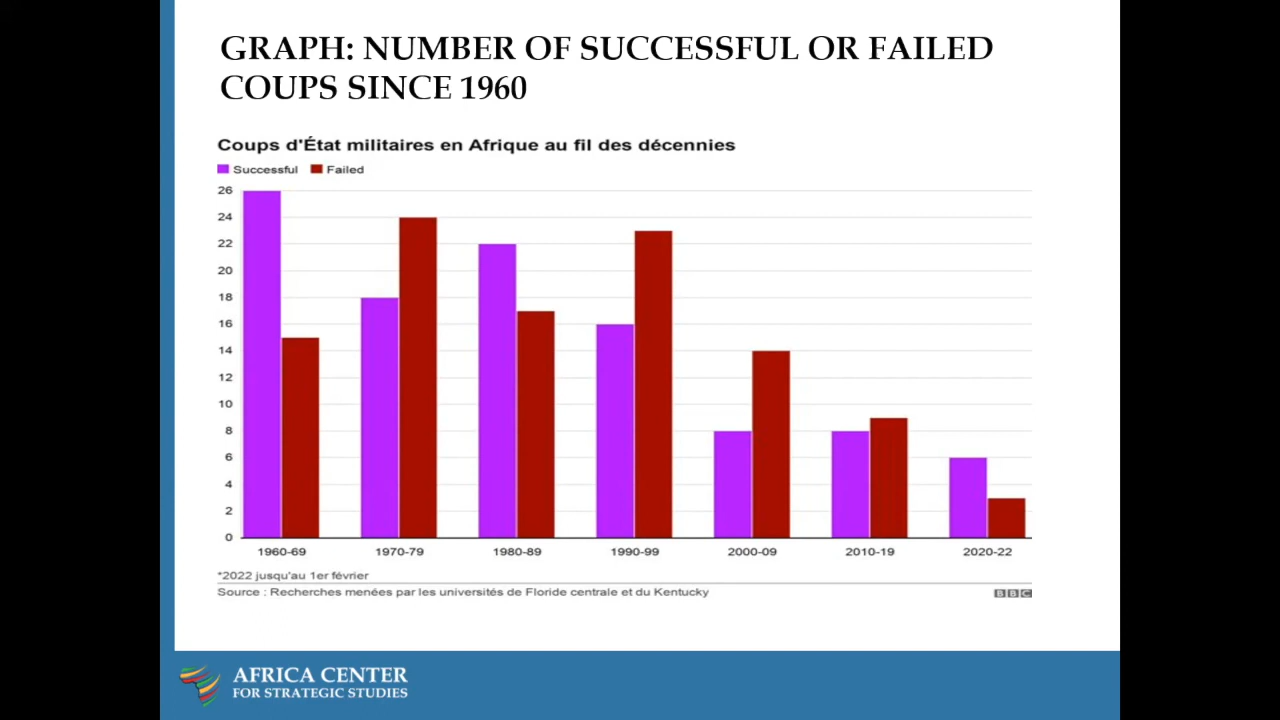 GRAPH: NUMBER OF SUCCESSFUL OR FAILED
COUPS SINCE 1960
Coups d'État militaires en Afrique au fil des décennies
Successful Failed
26
24
22
20
18
16
14
12
10
8
6
4
2
0
1960-69 1970-79 1980-89 1990-99 2000-09 2010-19 2020-22
*2022 jusqu'au 1er février
Source : Recherches menées par les universités de Floride centrale et du Kentucky
BBC
AFRICA CENTER
FOR STRATEGIC STUDIES